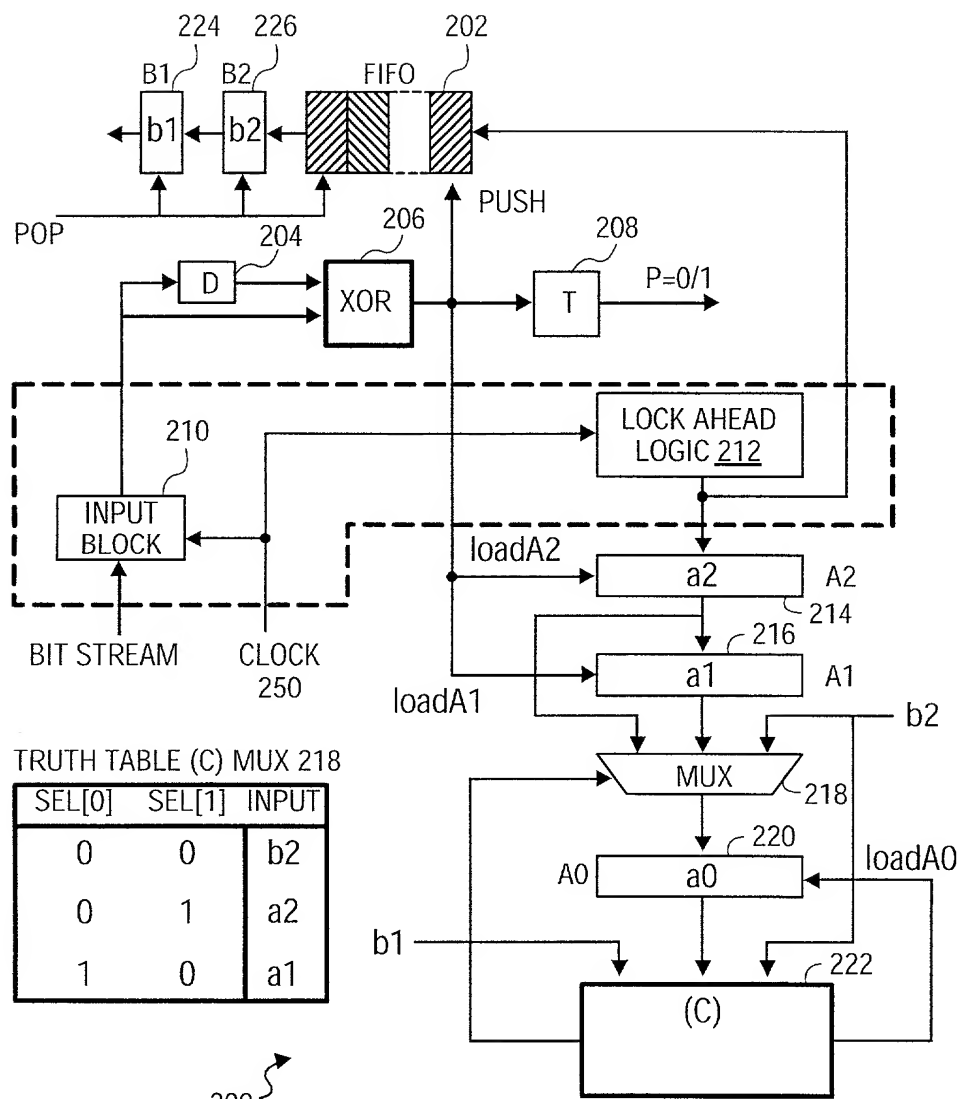 224 226 202
B1 B2 FIFO
b1 b2
PUSH
POP
204 206 208
D XOR T P=0/1
LOCK AHEAD
LOGIC 212
210
INPUT
BLOCK
loadA2
a2 A2
214
BIT STREAM CLOCK
250
216
a1 A1
loadA1
b2
TRUTH TABLE (C) MUX 218
SEL[0] SEL[1] INPUT
0 0 b2
0 1 a2
1 0 a1
MUX
218
220
A0 a0 loadA0
b1
222
(C)